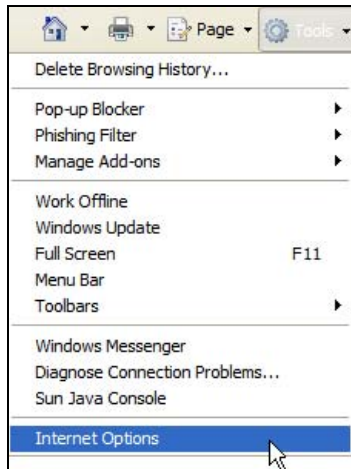 Page Tools
Delete Browsing History...
Pop-up Blocker
Phishing Filter
Manage Add-ons
Work Offline
Windows Update
Full Screen F11
Menu Bar
Toolbars
Windows Messenger
Diagnose Connection Problems...
Sun Java Console
Internet Options